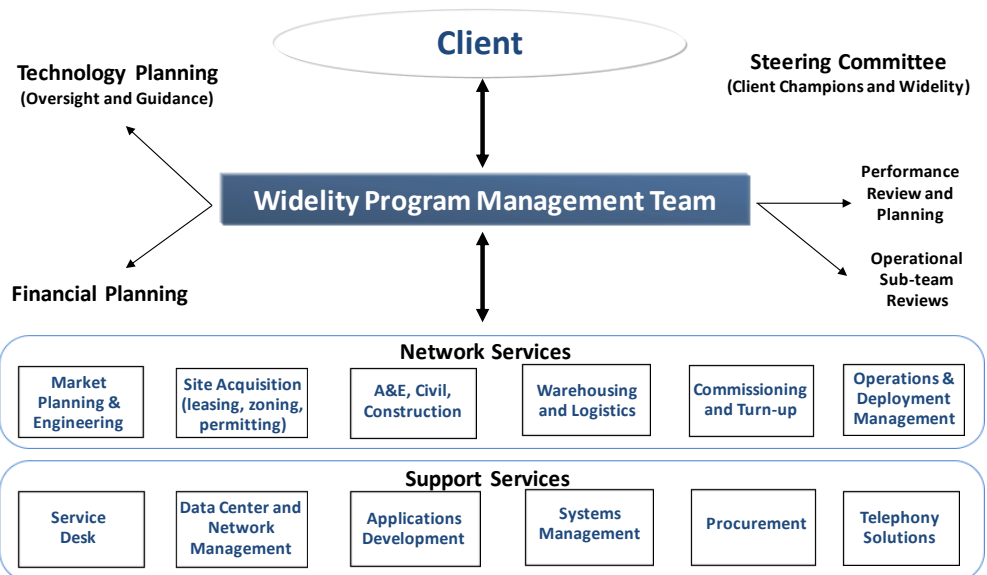 Client
Technology Planning
(Oversight and Guidance)
Steering Committee
(Client Champions and Widelity)
Widelity Program Management Team
Performance
Review and
Planning
Operational
Sub-team
Reviews
Financial Planning
Network Services
Market
Planning &
Engineering
Site Acquisition
(leasing, zoning,
permitting)
A&E, Civil,
Construction
Warehousing
and Logistics
Commissioning
and Turn-up
Operations &
Deployment
Management
Support Services
Service
Desk
Data Center and
Network
Management
Applications
Development
Systems
Management
Procurement
Telephony
Solutions